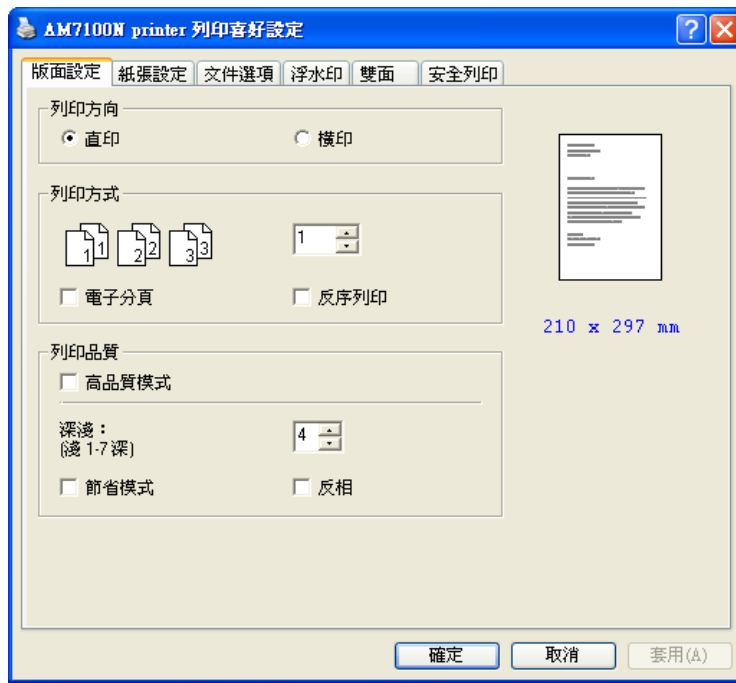 AM7100N printer 列印喜好設定
版面設定 紙張設定 文件選項 浮水印 雙面 安全列印
列印方向
直印 橫印
列印方式
1 1 2 2 3 3
1
電子分頁 反序列印
210 x 297 mm
列印品質
高品質模式
深淺：
(淺 1-7 深)
4
節省模式 反相
確定 取消 套用(A)